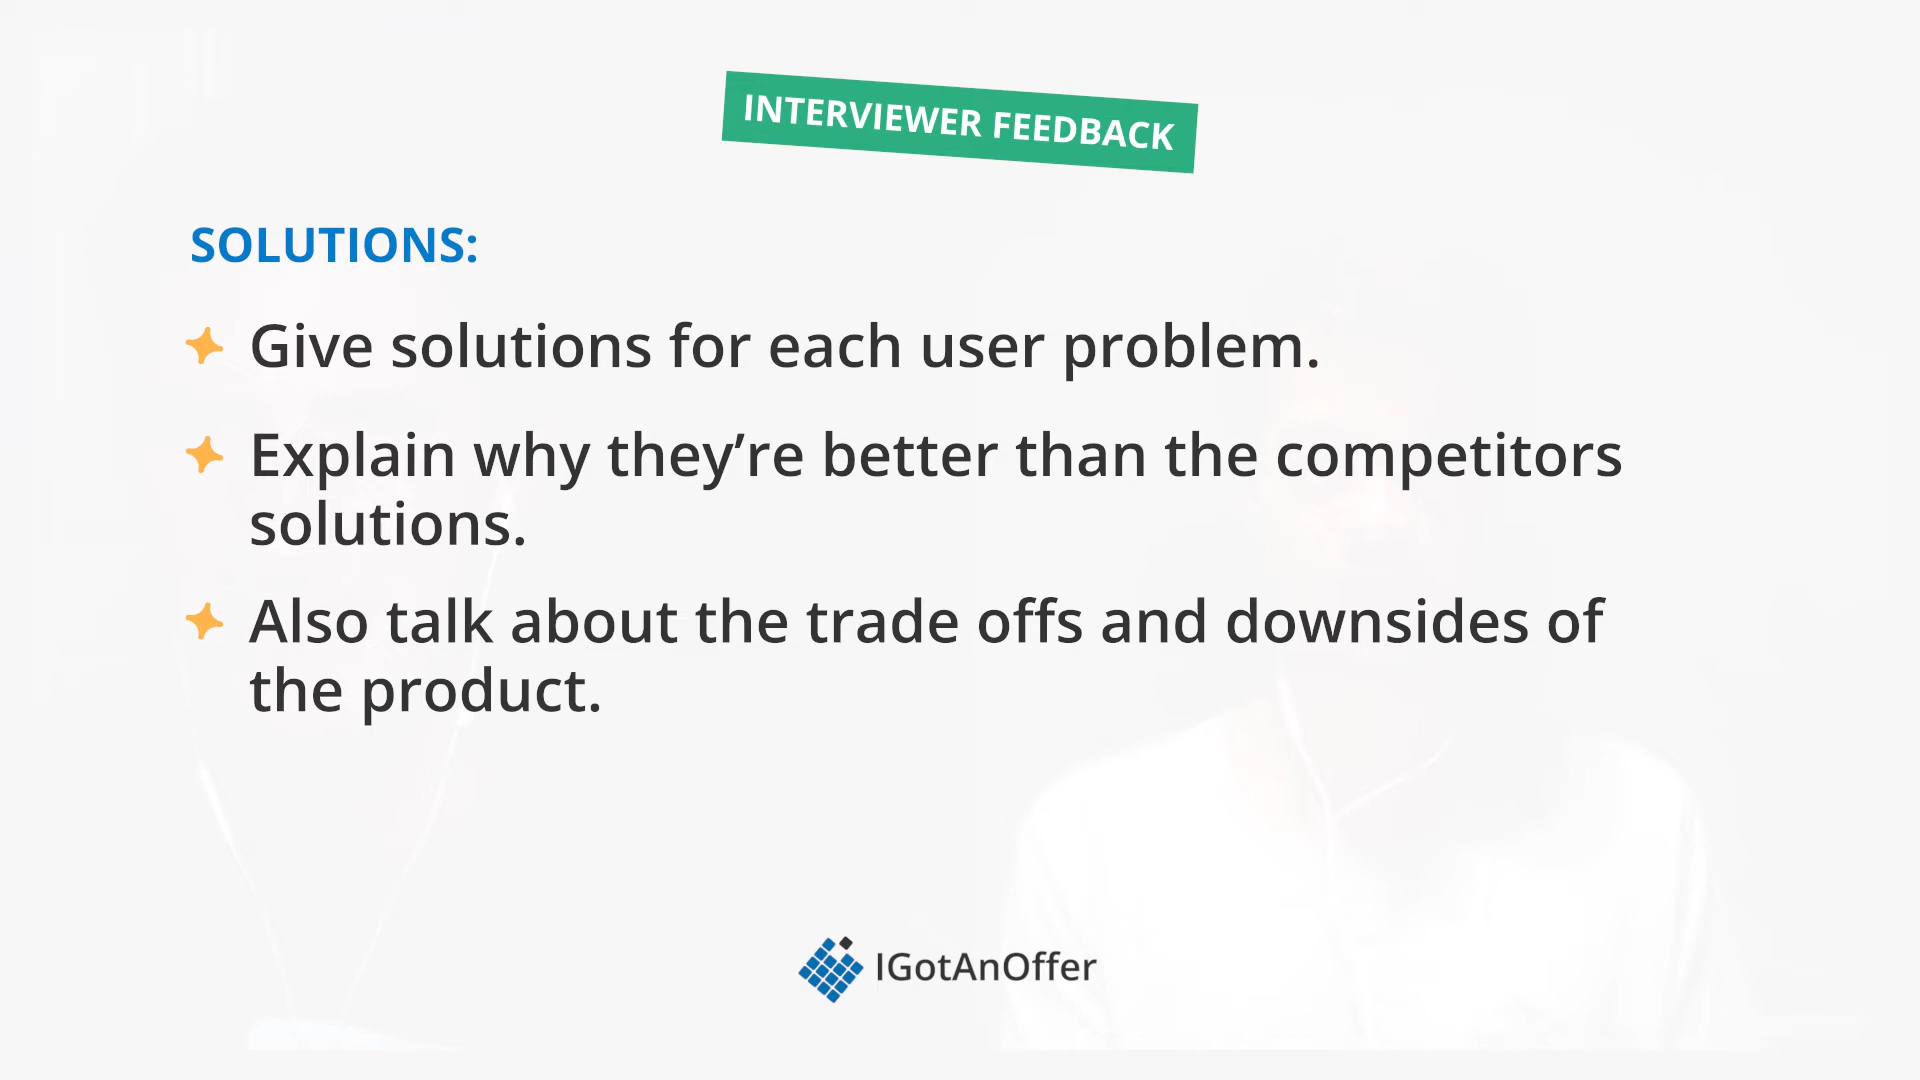 INTERVIEWER FEEDBACK
SOLUTIONS:
Give solutions for each user problem.
Explain why they’re better than the competitors
solutions.
Also talk about the trade offs and downsides of
the product.
IGotAnOffer